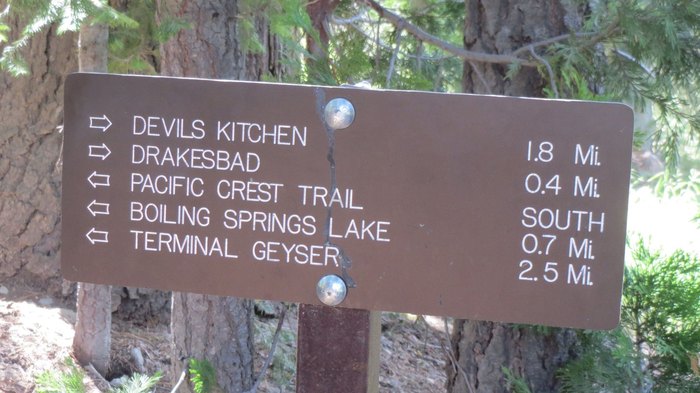 ⇨ DEVILS KITCHEN 1.8 Mi.
⇨ DRAKESBAD 0.4 Mi.
⇦ PACIFIC CREST TRAIL SOUTH
⇦ BOILING SPRINGS LAKE 0.7 Mi.
⇦ TERMINAL GEYSER 2.5 Mi.